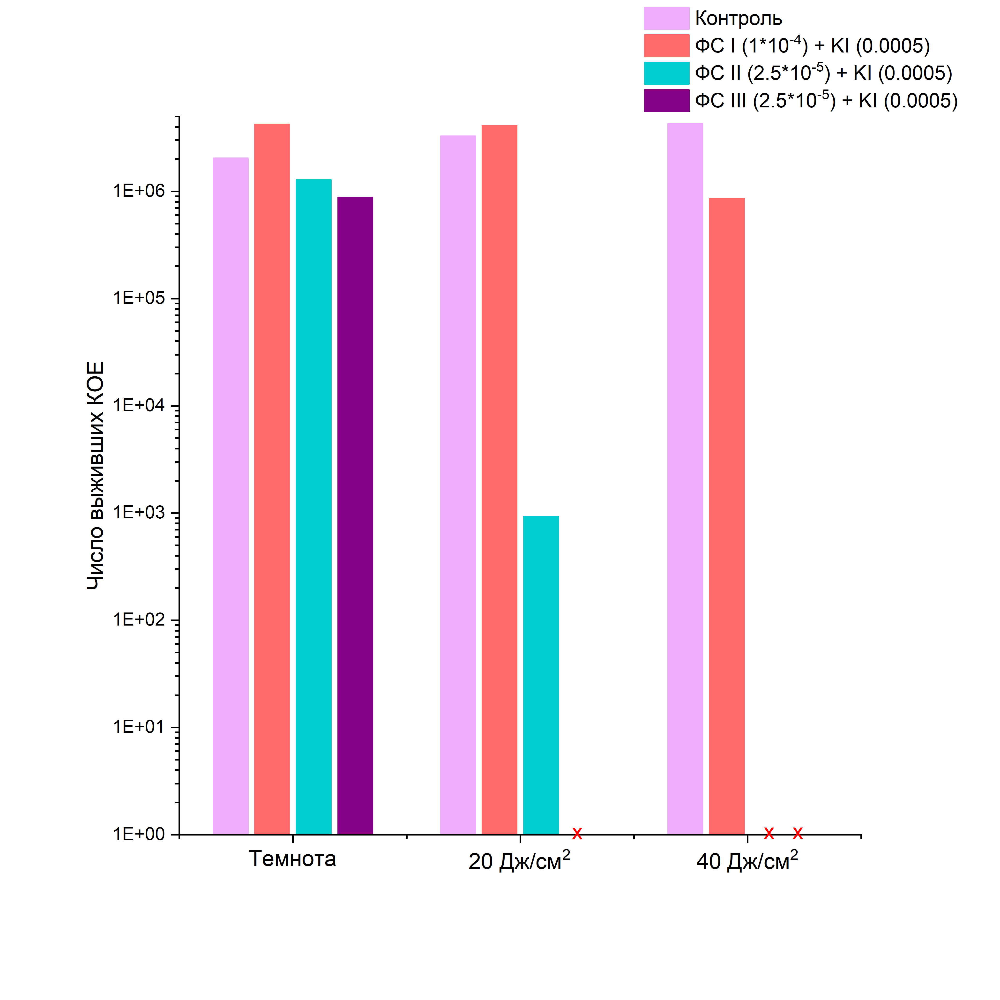 Контроль
ФС I (1*10⁻⁴) + KI (0.0005)
ФС II (2.5*10⁻⁵) + KI (0.0005)
ФС III (2.5*10⁻⁵) + KI (0.0005)
Число выживших КОЕ
1E+06
1E+05
1E+04
1E+03
1E+02
1E+01
1E+00
x
x x
Темнота
20 Дж/см²
40 Дж/см²